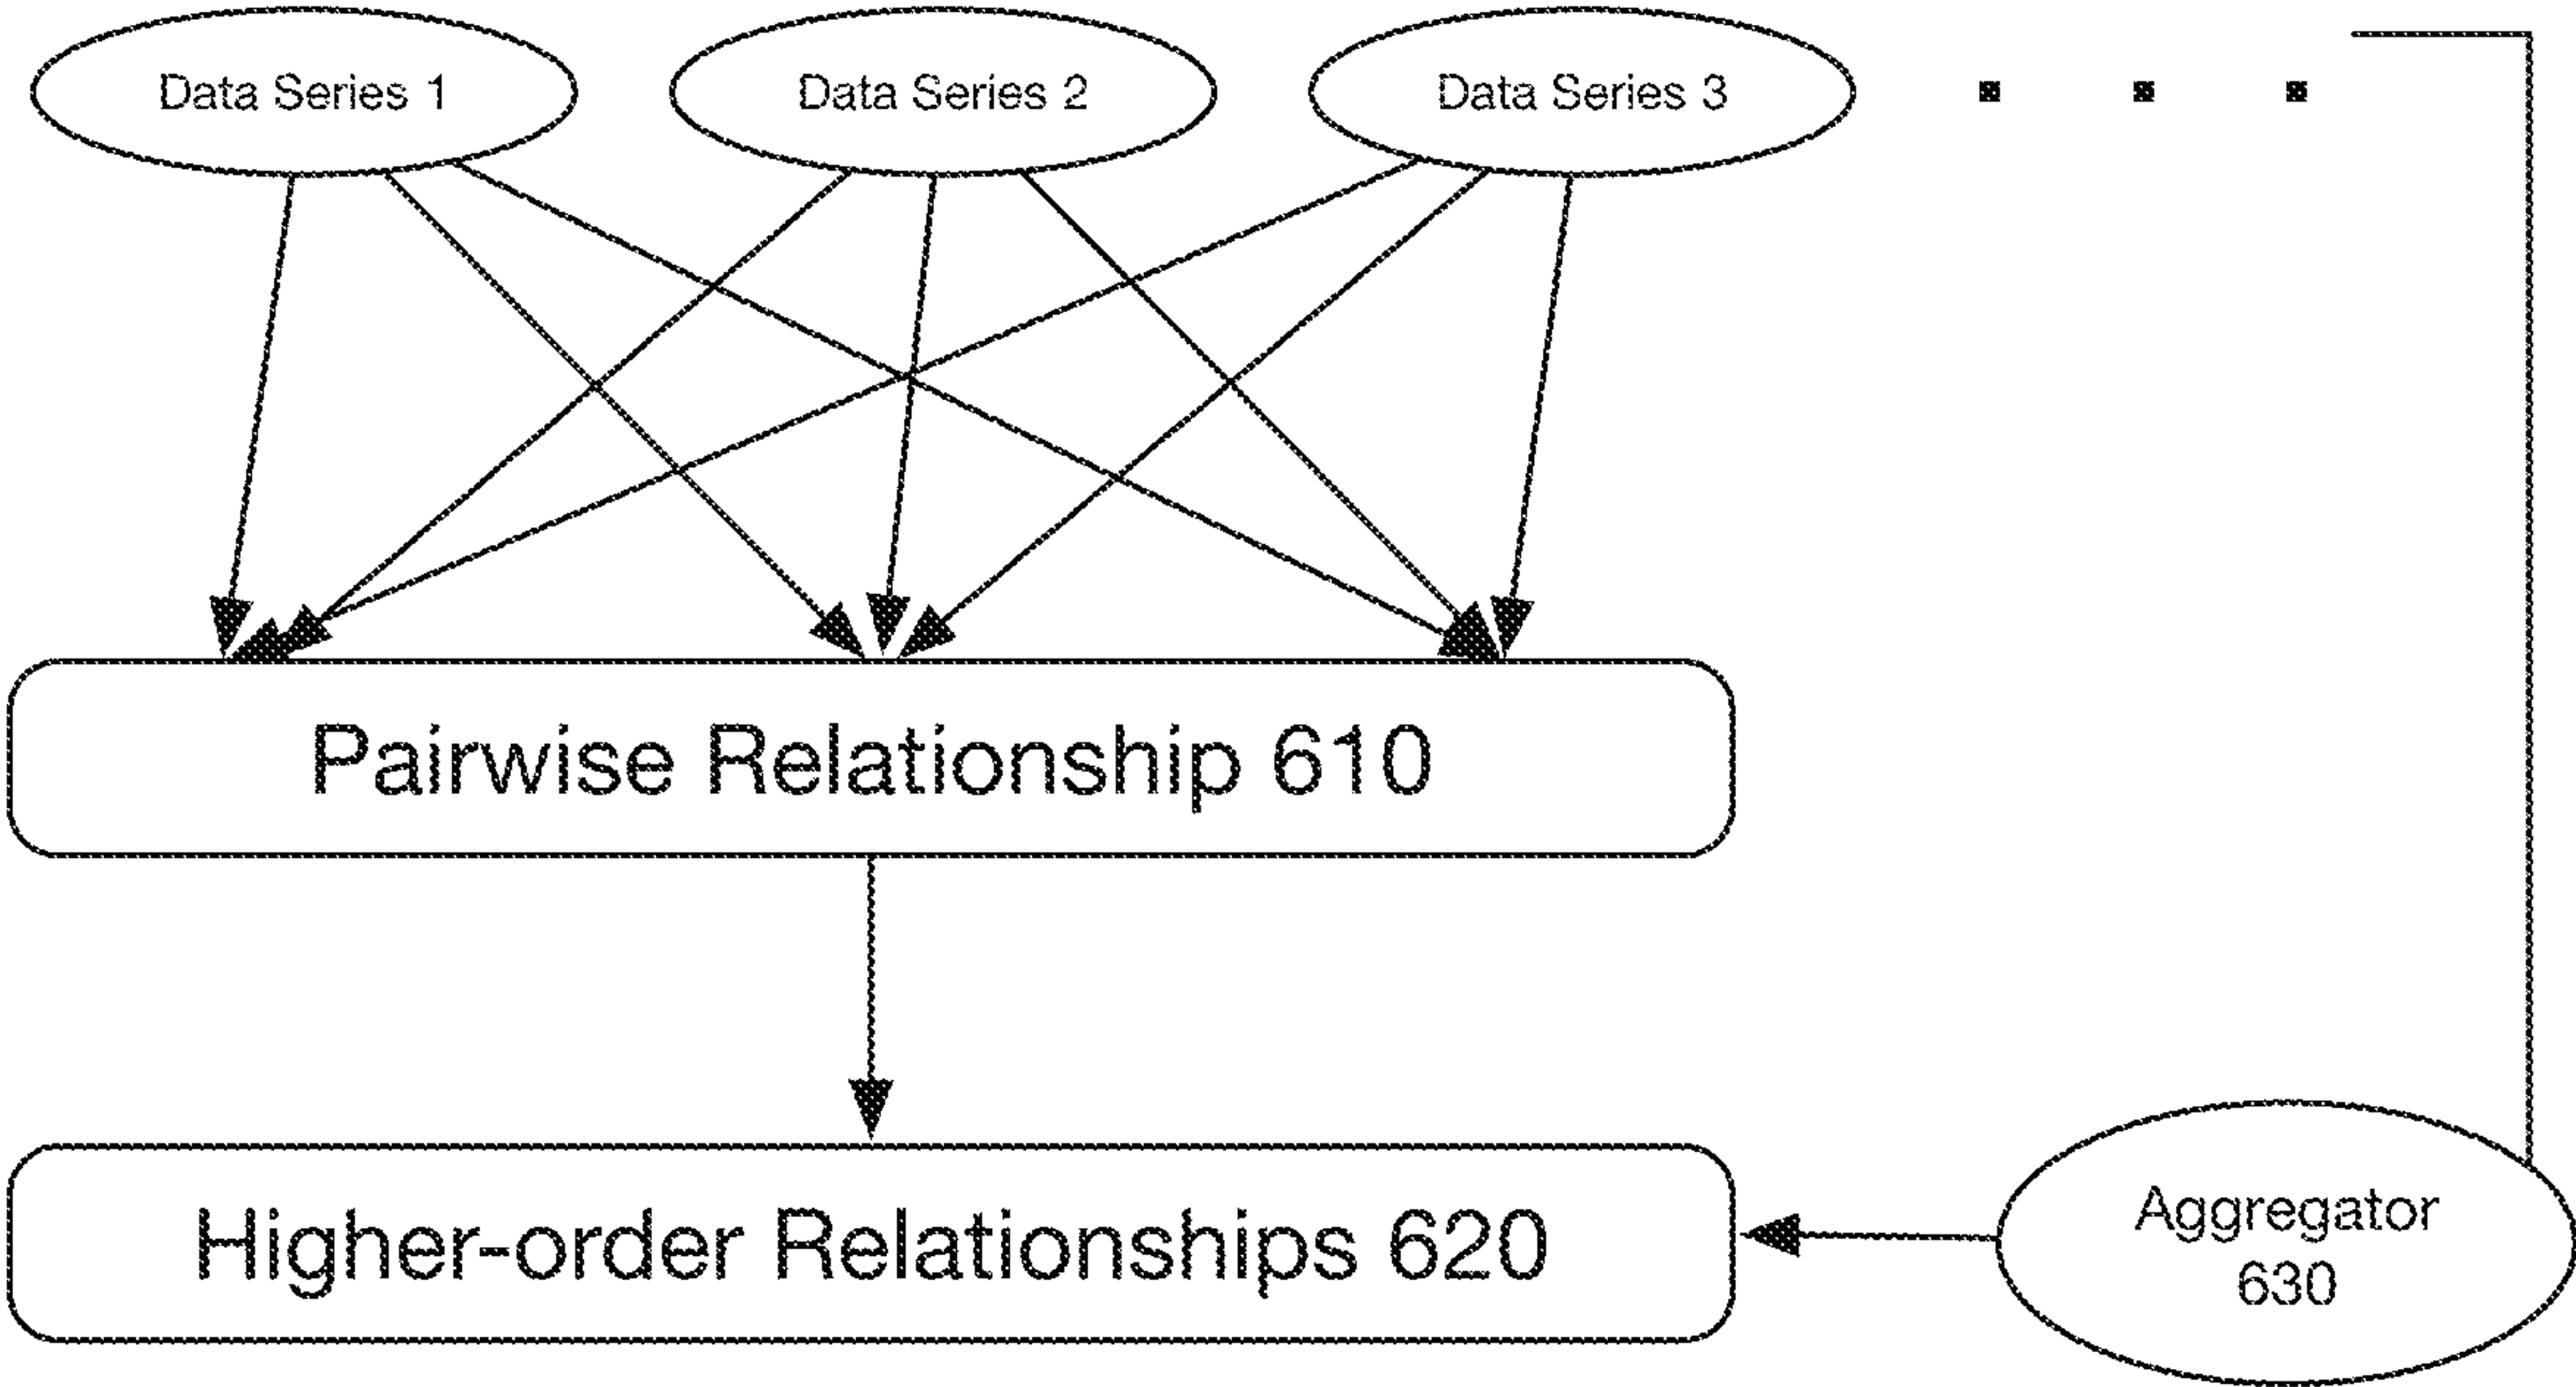 Data Series 1
Data Series 2
Data Series 3
Pairwise Relationship 610
Higher-order Relationships 620
Aggregator
630